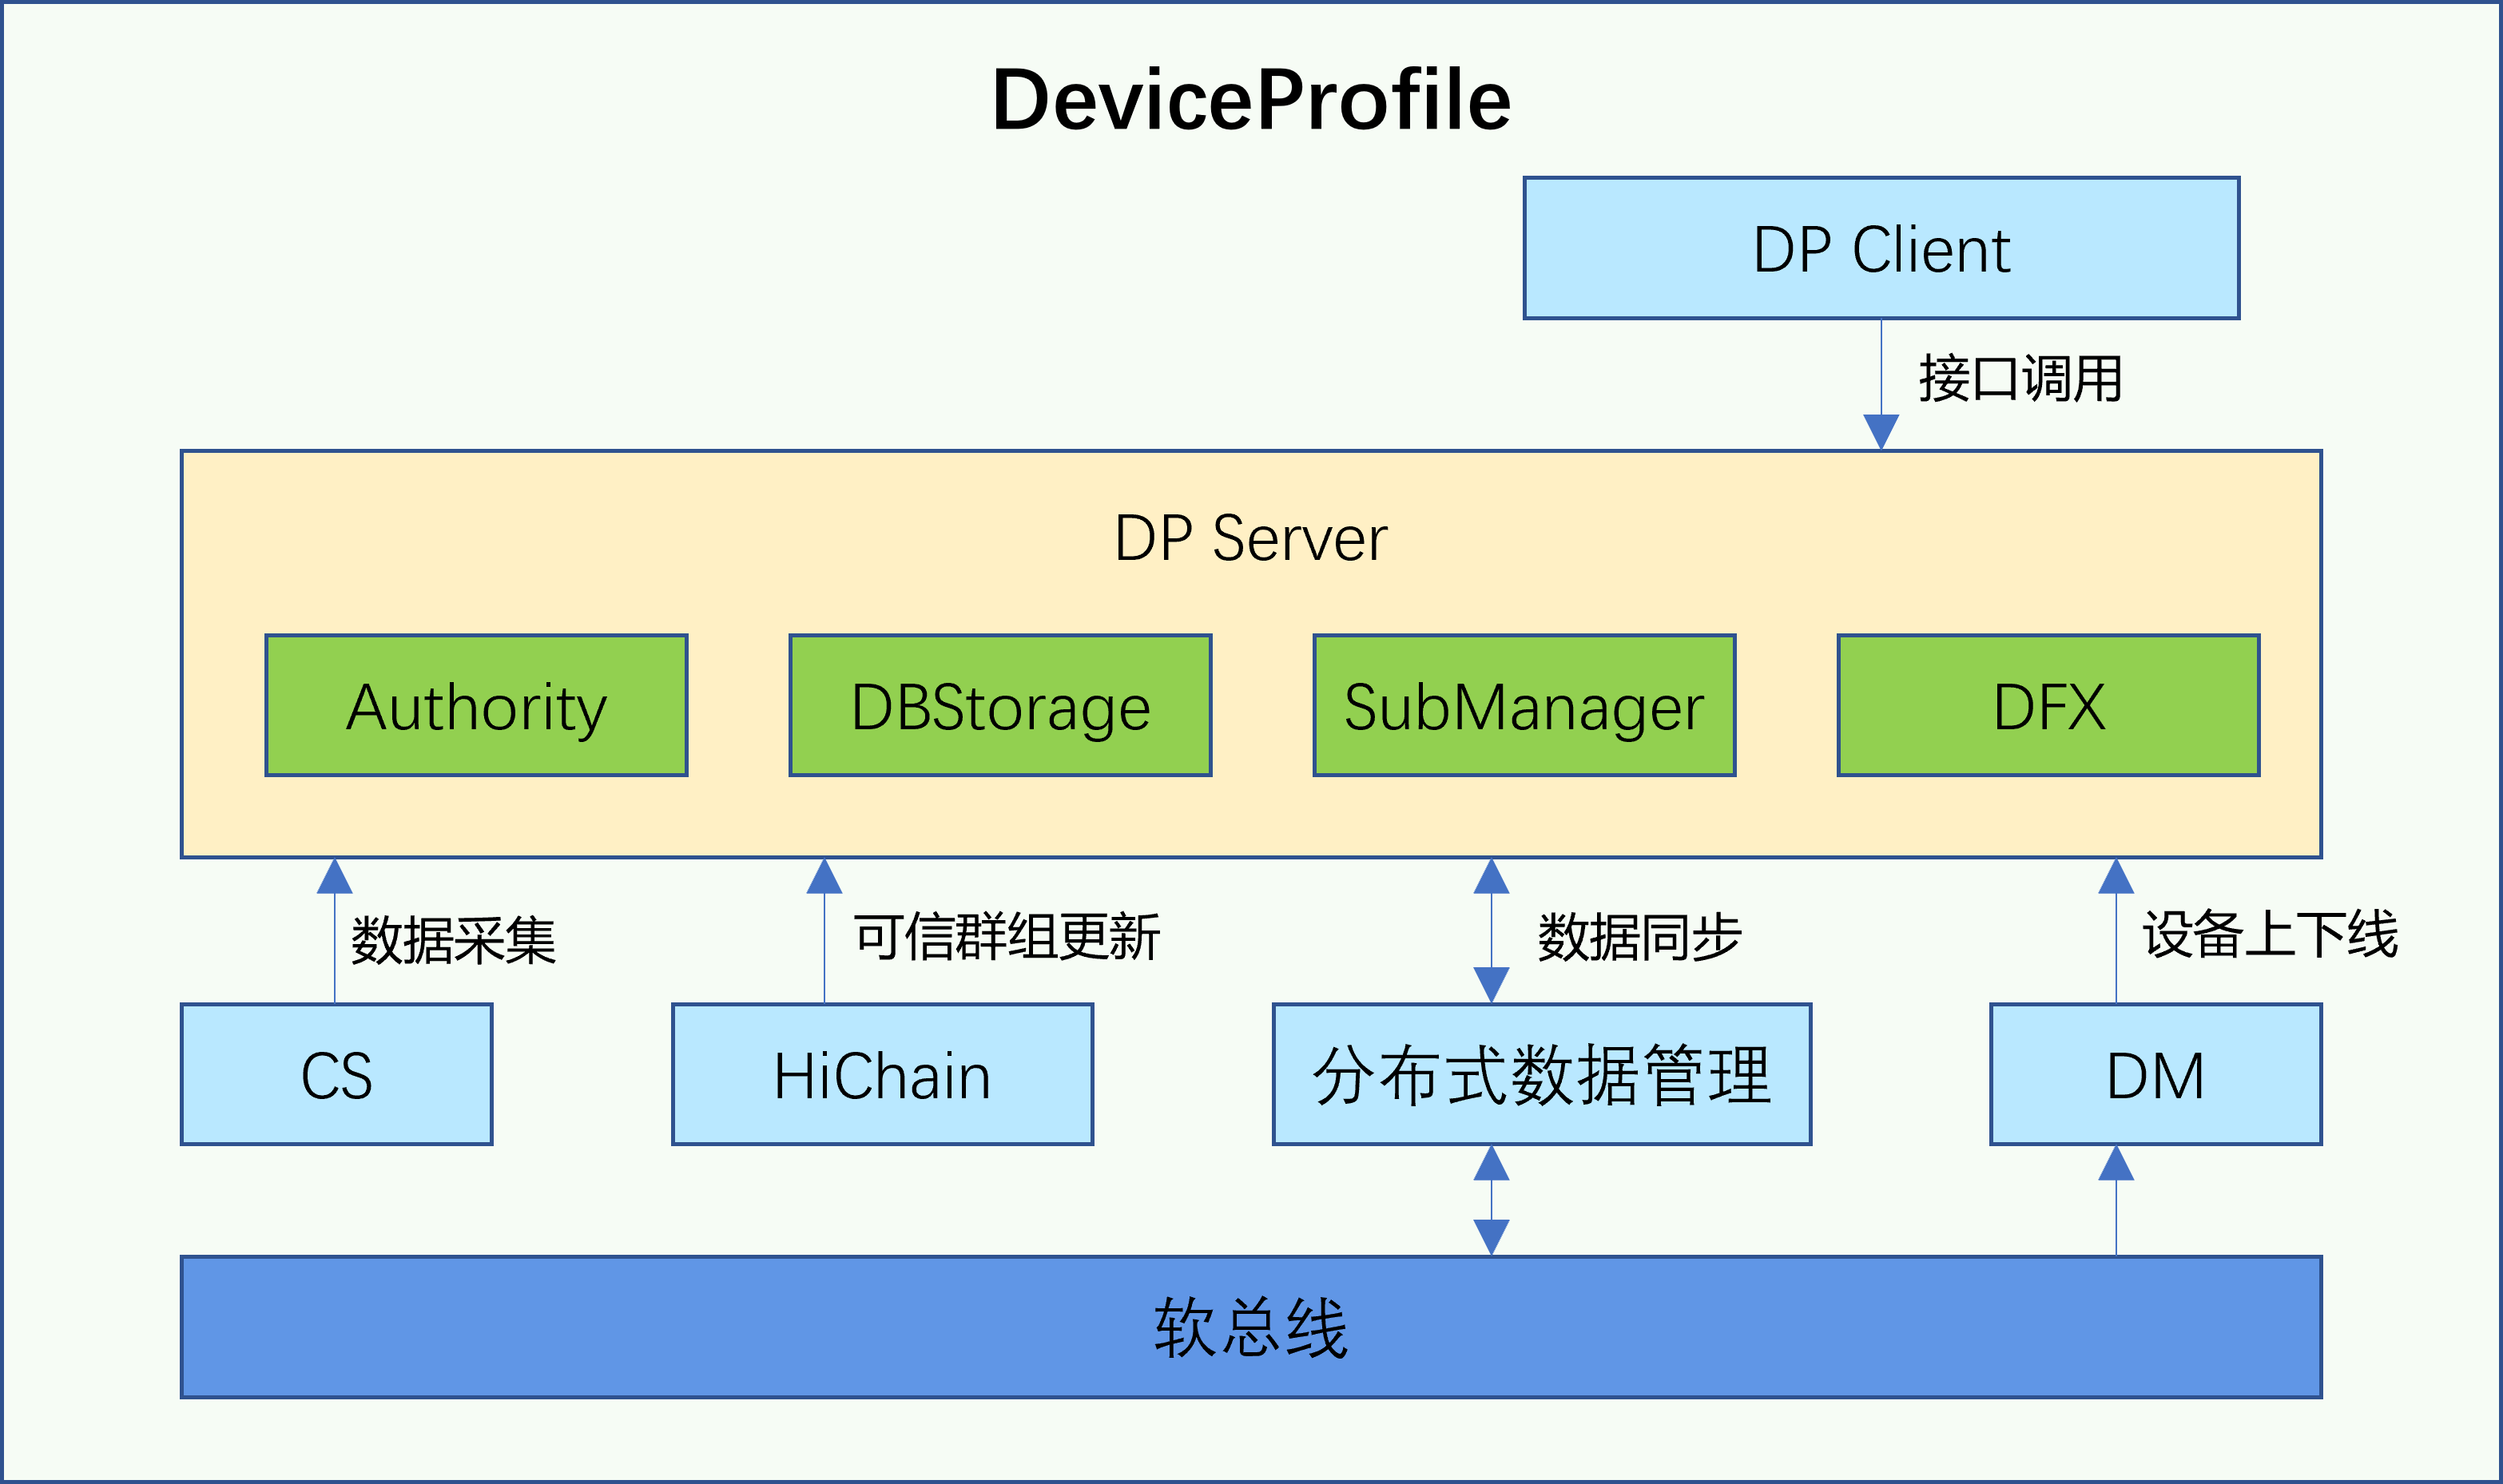 DeviceProfile
DP Client
接口调用
DP Server
Authority
DBStorage
SubManager
DFX
数据采集
可信群组更新
数据同步
设备上下线
CS
HiChain
分布式数据管理
DM
软总线